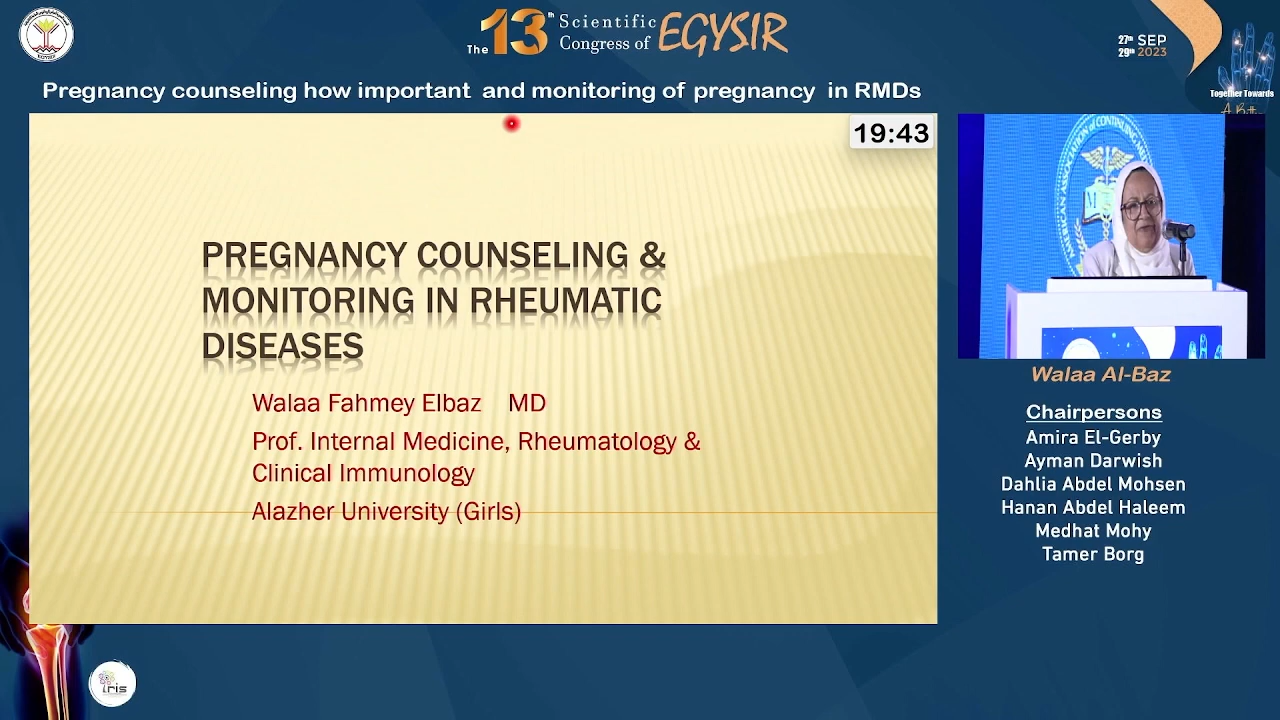 The 13th Scientific Congress of EGYSIR
27th SEP
29th 2023
Together Towards
Pregnancy counseling how important and monitoring of pregnancy in RMDs
19:43
PREGNANCY COUNSELING &
MONITORING IN RHEUMATIC
DISEASES
Walaa Fahmey Elbaz MD
Prof. Internal Medicine, Rheumatology &
Clinical Immunology
Alazher University (Girls)
Walaa Al-Baz
Chairpersons
Amira El-Gerby
Ayman Darwish
Dahlia Abdel Mohsen
Hanan Abdel Haleem
Medhat Mohy
Tamer Borg
iris